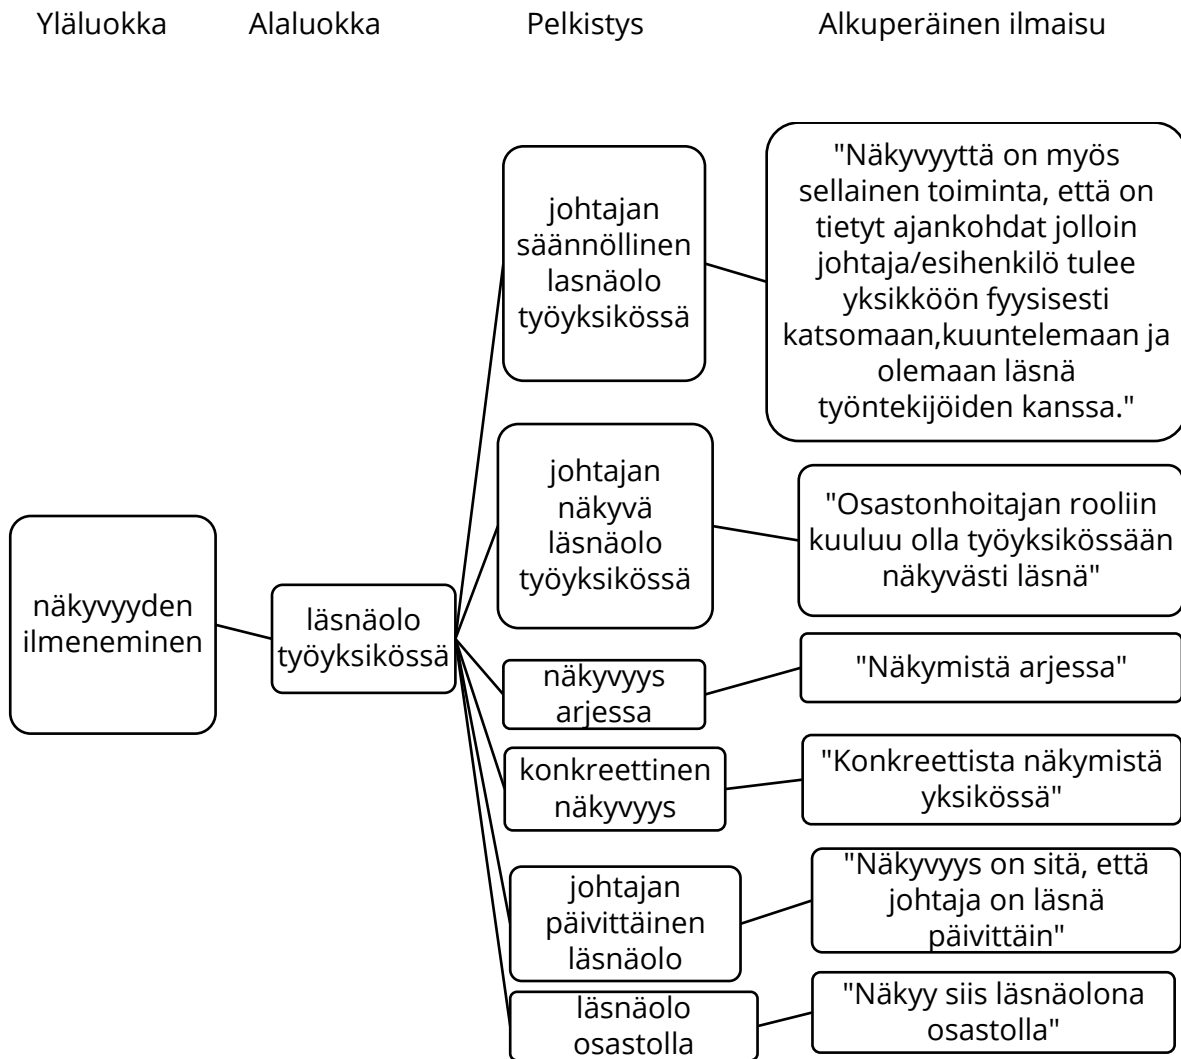 Yläluokka Alaluokka Pelkistys Alkuperäinen ilmaisu
johtajan
säännöllinen
lasnäolo
työyksikössä
"Näkyvyyttä on myös
sellainen toiminta, että on
tietyt ajankohdat jolloin
johtaja/esihenkilö tulee
yksikköön fyysisesti
katsomaan,kuuntelemaan ja
olemaan läsnä
työntekijöiden kanssa."
johtajan
näkyvä
läsnäolo
työyksikössä
"Osastonhoitajan rooliin
kuuluu olla työyksikössään
näkyvästi läsnä"
näkyvyyden
ilmeneminen
läsnäolo
työyksikössä
näkyvyys
arjessa
"Näkymistä arjessa"
konkreettinen
näkyvyys
"Konkreettista näkymistä
yksikössä"
johtajan
päivittäinen
läsnäolo
"Näkyvyys on sitä, että
johtaja on läsnä
päivittäin"
läsnäolo
osastolla
"Näkyy siis läsnäolona
osastolla"